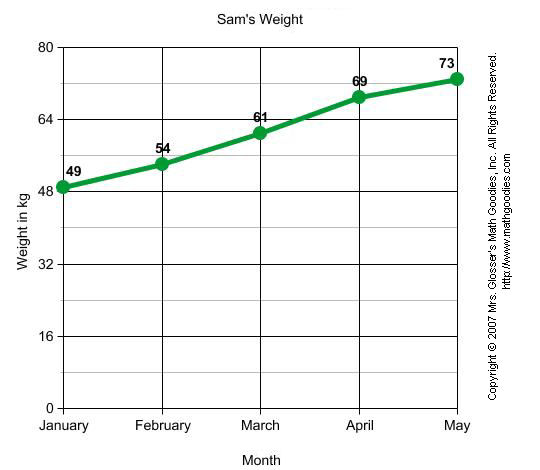 Sam's Weight
80
73
69
64
61
54
49
48
32
16
0
Weight in kg
January February March April May
Month
Copyright © 2007 Mrs. Glosser's Math Goodies, Inc. All Rights Reserved.
http://www.mathgoodies.com